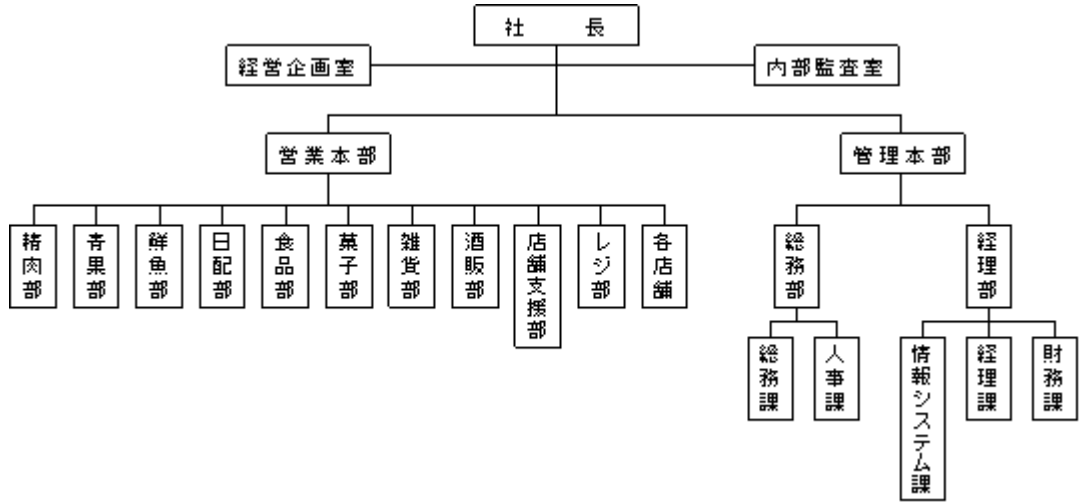 社長
経営企画室
内部監査室
営業本部
管理本部
精肉部
青果部
鮮魚部
日配部
食品部
菓子部
雑貨部
酒販部
店舗支援部
レジ部
各店舗
総務部
経理部
総務課
人事課
情報システム課
経理課
財務課